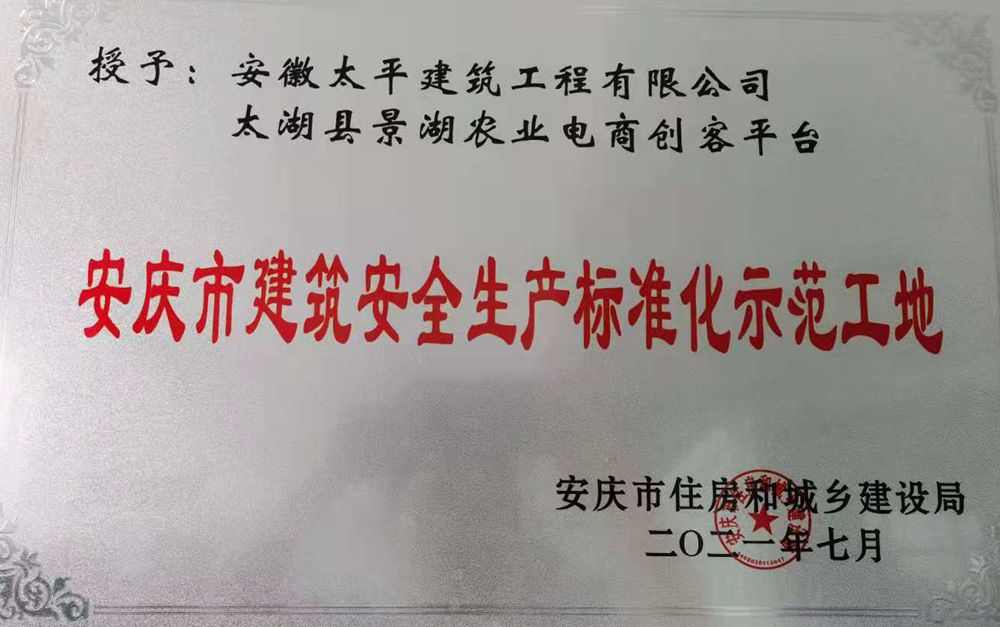 授予：安徽太平建筑工程有限公司
太湖县景湖农业电商创客平台
安庆市建筑安全生产标准化示范工地
安庆市住房和城乡建设局
二〇二一年七月